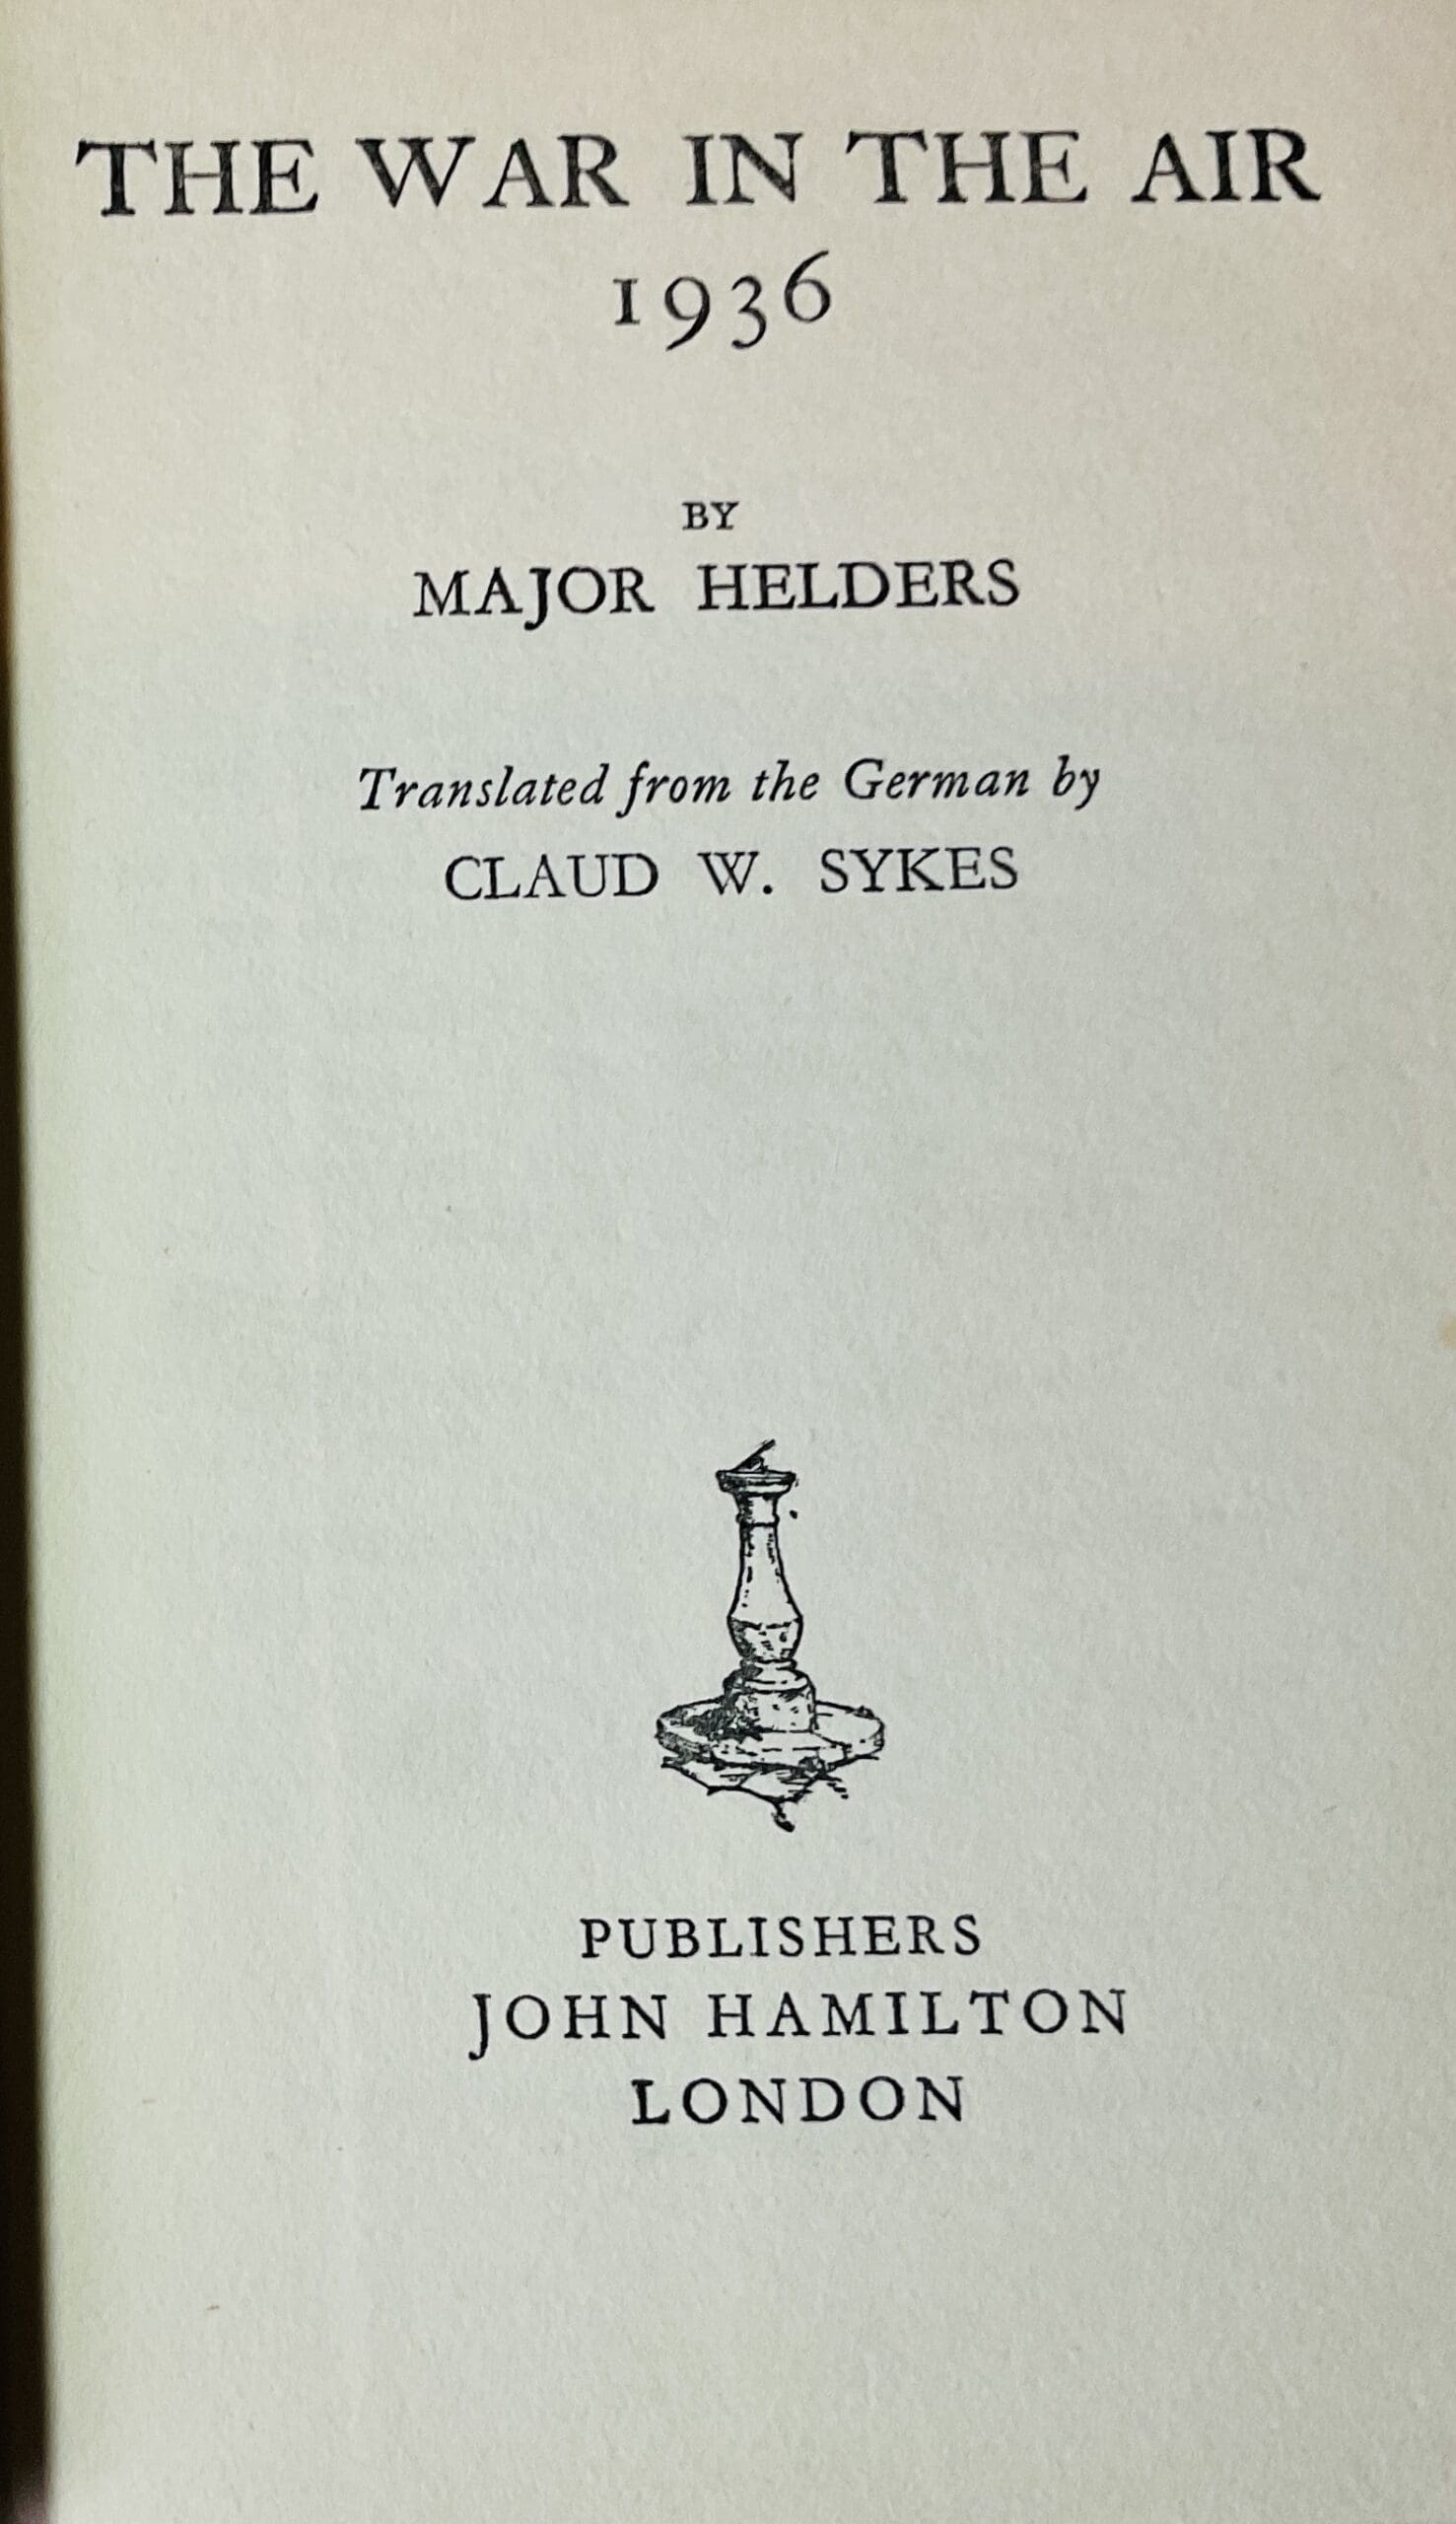 THE WAR IN THE AIR
1936
BY
MAJOR HELDERS
Translated from the German by
CLAUD W. SYKES
PUBLISHERS
JOHN HAMILTON
LONDON